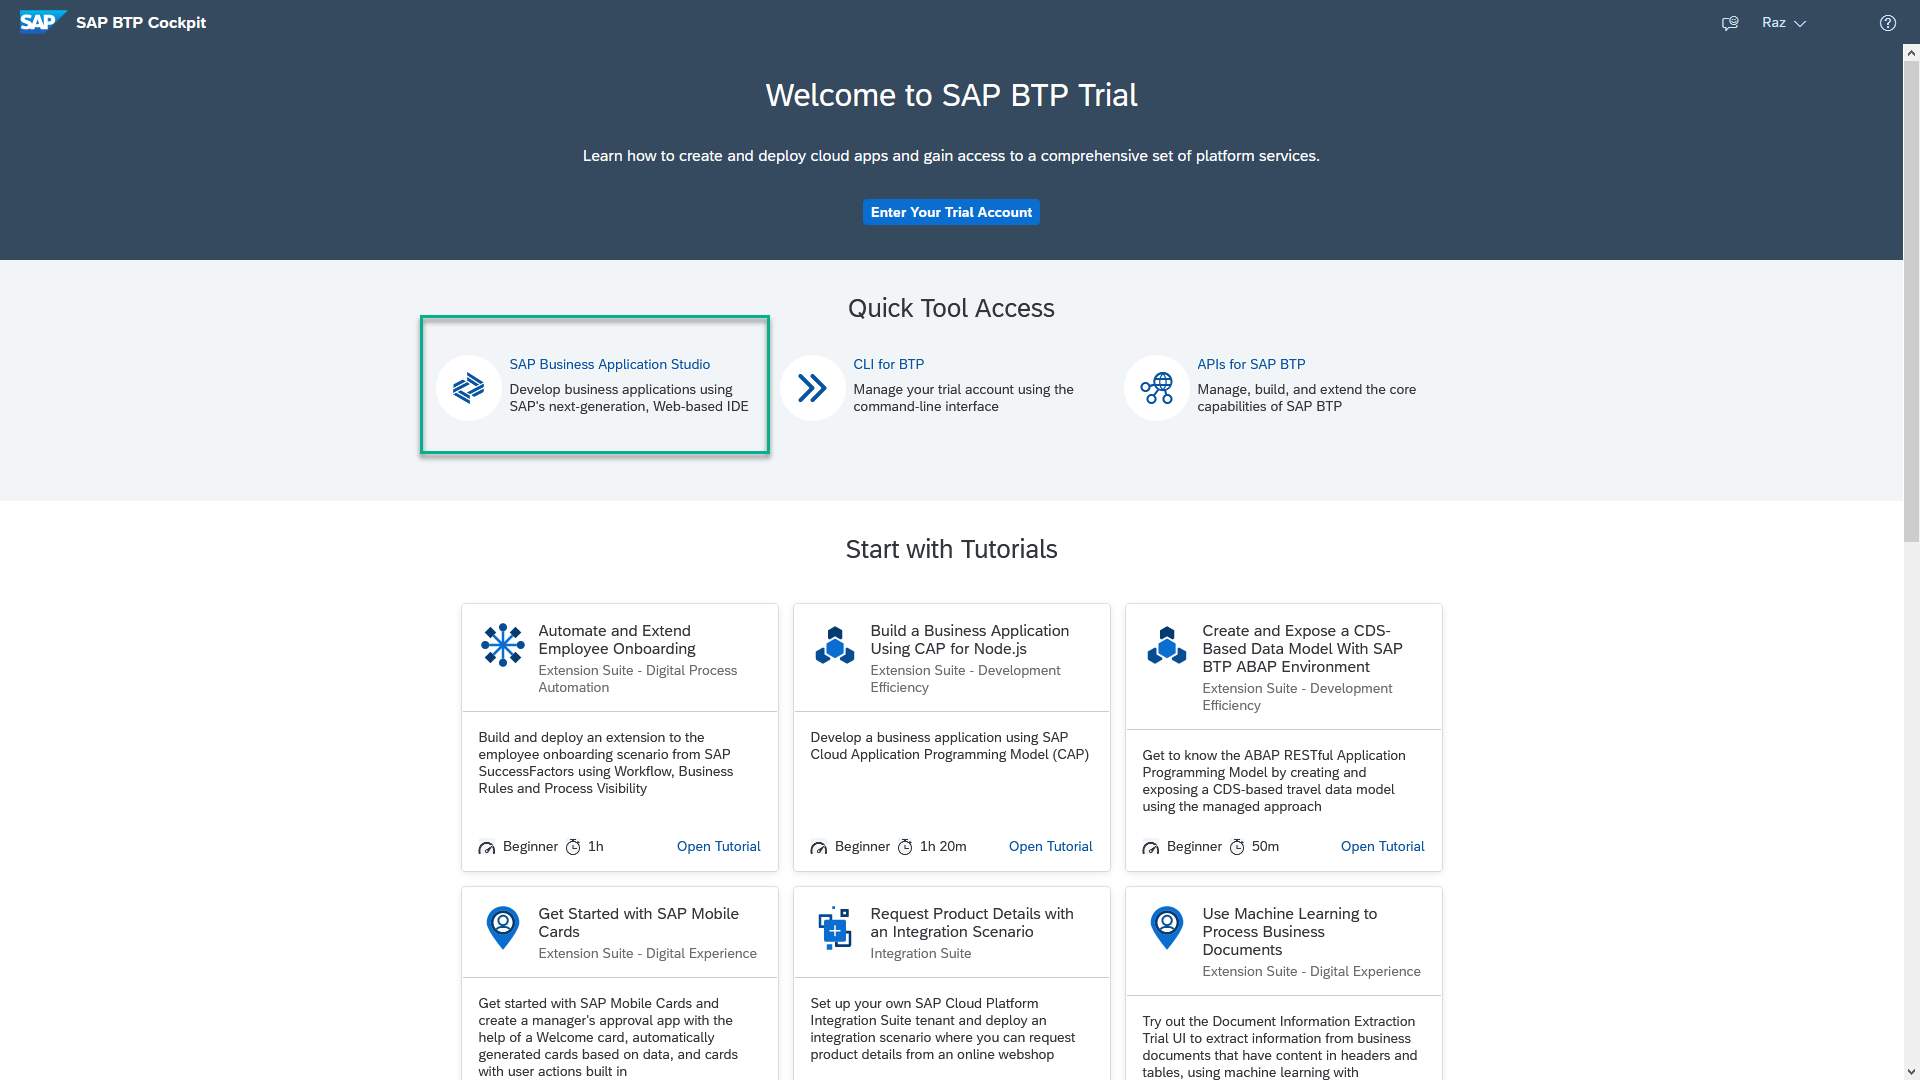 SAP SAP BTP Cockpit
Raz
Welcome to SAP BTP Trial
Learn how to create and deploy cloud apps and gain access to a comprehensive set of platform services.
Enter Your Trial Account
Quick Tool Access
SAP Business Application Studio
Develop business applications using
SAP's next-generation, Web-based IDE
CLI for BTP
Manage your trial account using the
command-line interface
APIs for SAP BTP
Manage, build, and extend the core
capabilities of SAP BTP
Start with Tutorials
Automate and Extend
Employee Onboarding
Extension Suite - Digital Process
Automation
Build and deploy an extension to the
employee onboarding scenario from SAP
SuccessFactors using Workflow, Business
Rules and Process Visibility
Beginner 1h Open Tutorial
Build a Business Application
Using CAP for Node.js
Extension Suite - Development
Efficiency
Develop a business application using SAP
Cloud Application Programming Model (CAP)
Beginner 1h 20m Open Tutorial
Create and Expose a CDS-
Based Data Model With SAP
BTP ABAP Environment
Extension Suite - Development
Efficiency
Get to know the ABAP RESTful Application
Programming Model by creating and
exposing a CDS-based travel data model
using the managed approach
Beginner 50m Open Tutorial
Get Started with SAP Mobile
Cards
Extension Suite - Digital Experience
Get started with SAP Mobile Cards and
create a manager's approval app with the
help of a Welcome card, automatically
generated cards based on data, and cards
with user actions built in
Request Product Details with
an Integration Scenario
Integration Suite
Set up your own SAP Cloud Platform
Integration Suite tenant and deploy an
integration scenario where you can request
product details from an online webshop
Use Machine Learning to
Process Business
Documents
Extension Suite - Digital Experience
Try out the Document Information Extraction
Trial UI to extract information from business
documents that have content in headers and
tables, using machine learning with